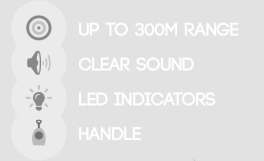 UP TO 300M RANGE
CLEAR SOUND
LED INDICATORS
HANDLE